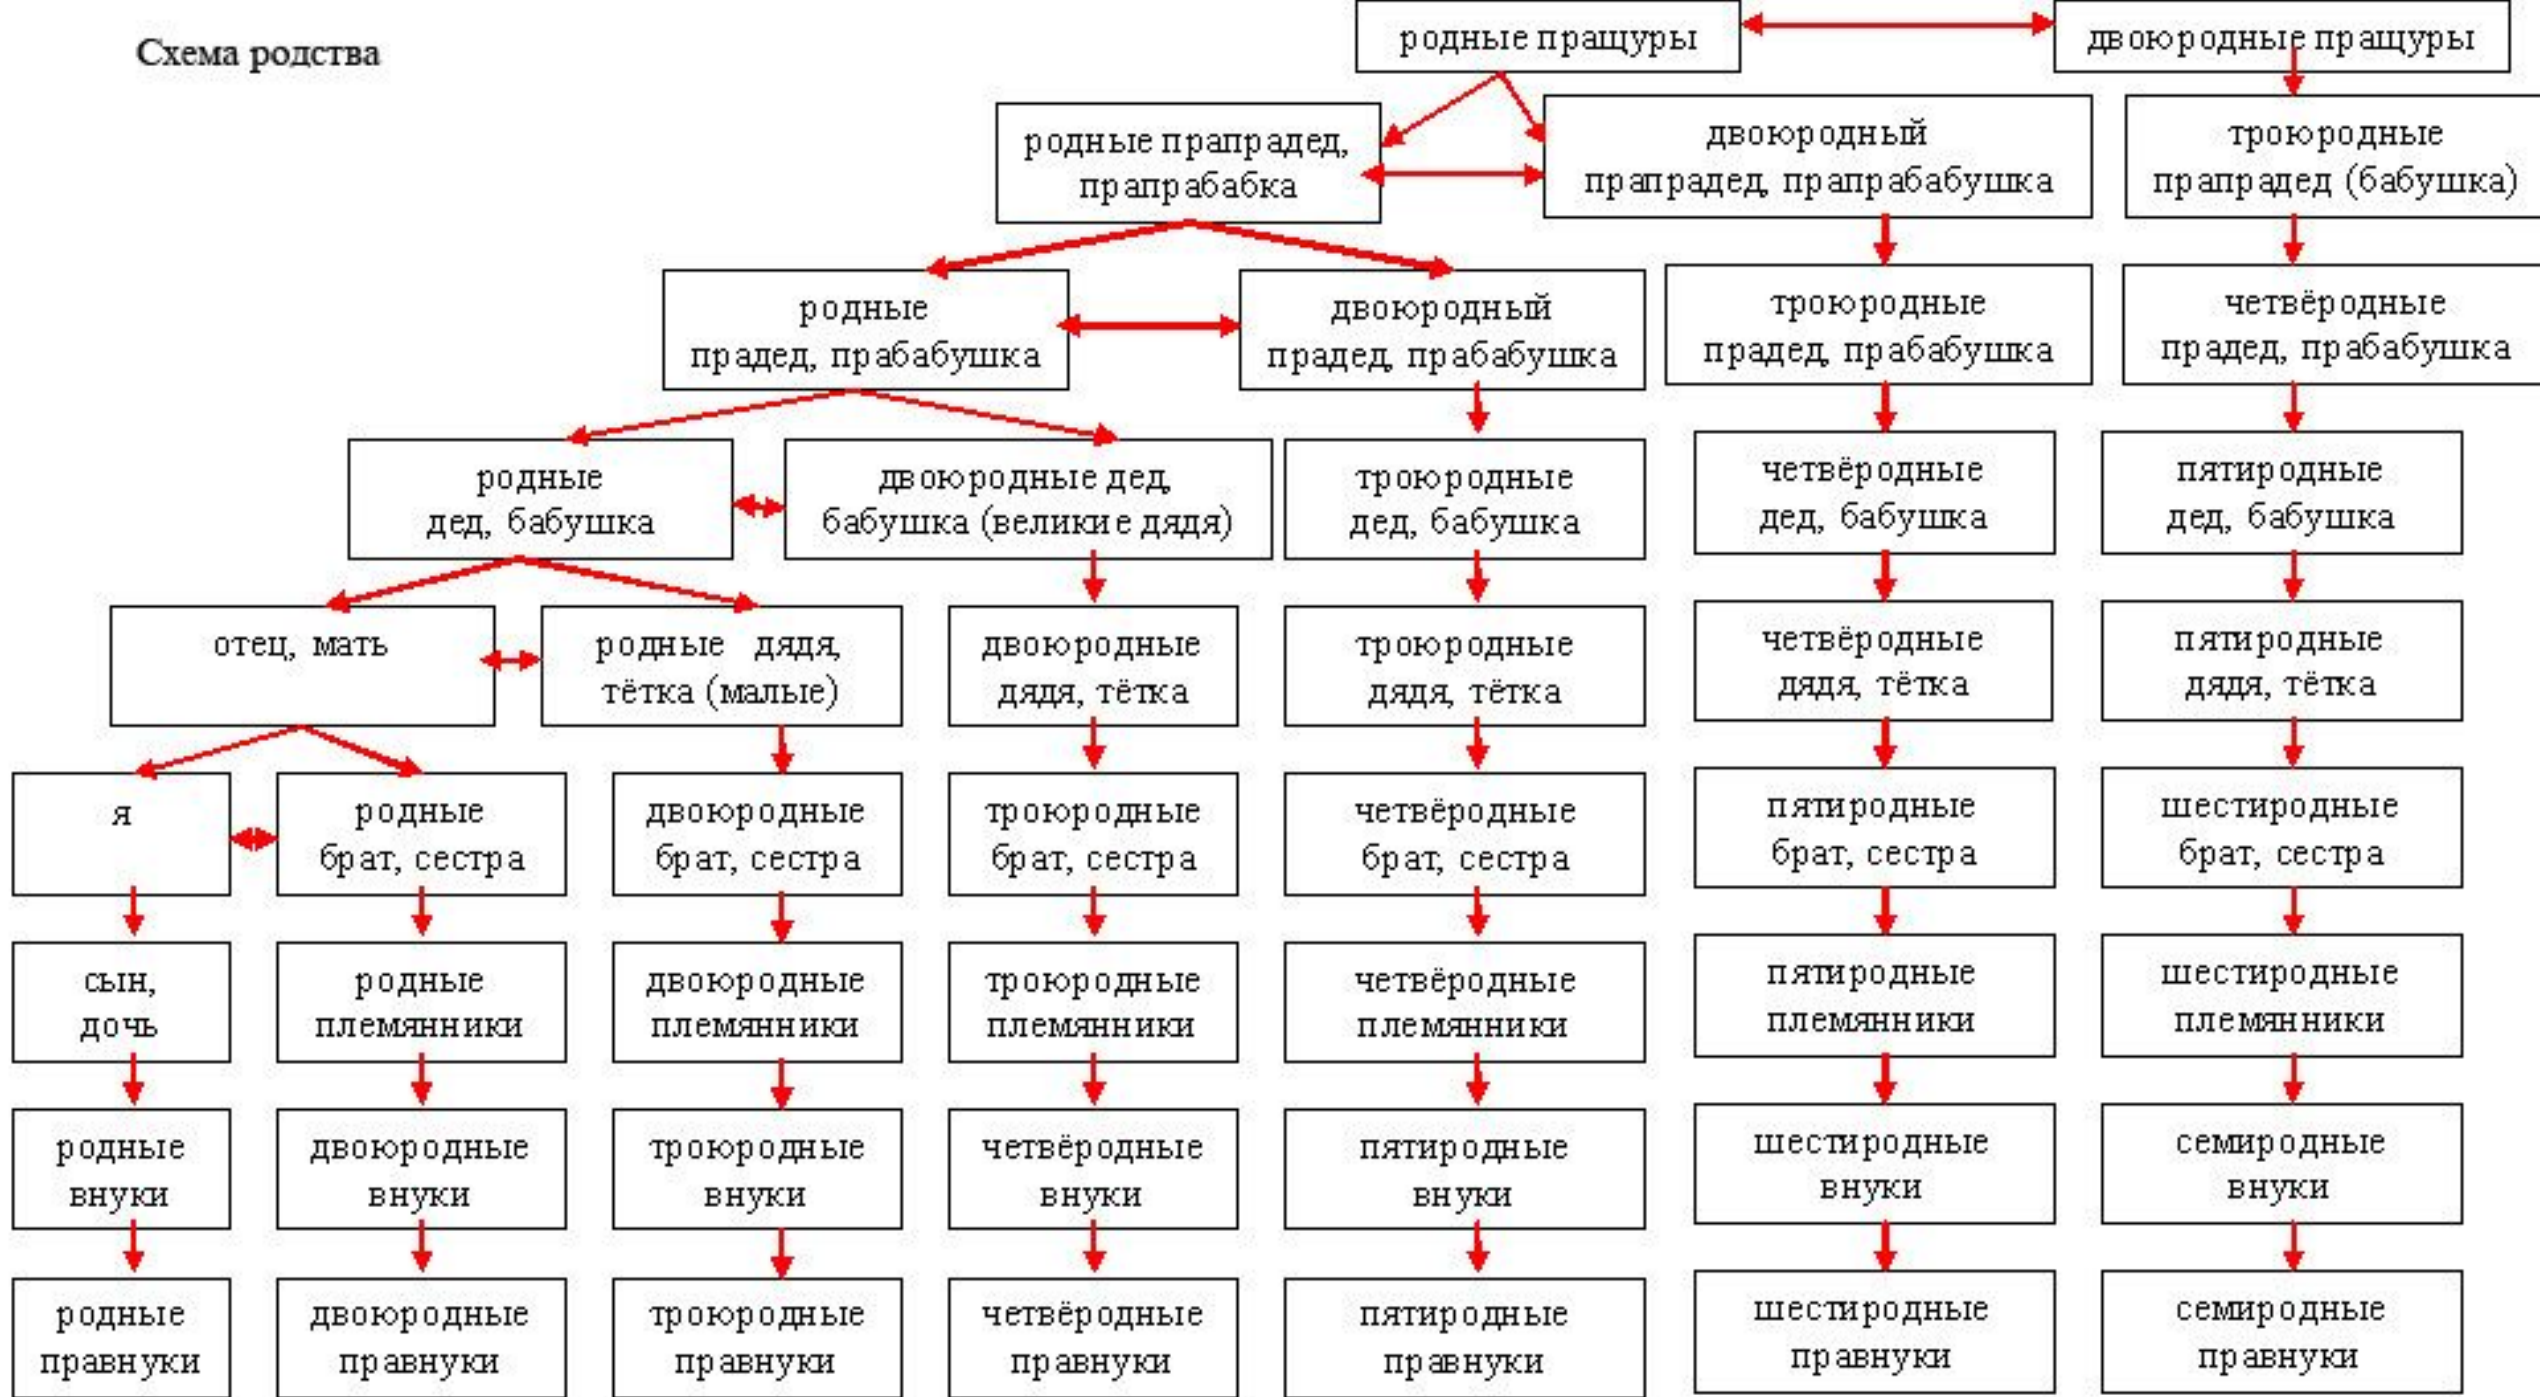 Схема родства
родные пращуры
двоюродные пращуры
родные прапрадед,
прапрабабка
двоюродный
прапрадед, прапрабабушка
троюродные
прапрадед (бабушка)
родные
прадед, прабабушка
двоюродный
прадед, прабабушка
троюродные
прадед, прабабушка
четвёродные
прадед, прабабушка
родные
дед, бабушка
двоюродные дед,
бабушка (великие дядя)
троюродные
дед, бабушка
четвёродные
дед, бабушка
пятиродные
дед, бабушка
отец, мать
родные дядя,
тётка (малые)
двоюродные
дядя, тётка
троюродные
дядя, тётка
четвёродные
дядя, тётка
пятиродные
дядя, тётка
я
родные
брат, сестра
двоюродные
брат, сестра
троюродные
брат, сестра
четвёродные
брат, сестра
пятиродные
брат, сестра
шестиродные
брат, сестра
сын,
дочь
родные
племянники
двоюродные
племянники
троюродные
племянники
четвёродные
племянники
пятиродные
племянники
шестиродные
племянники
родные
внуки
двоюродные
внуки
троюродные
внуки
четвёродные
внуки
пятиродные
внуки
шестиродные
внуки
семиродные
внуки
родные
правнуки
двоюродные
правнуки
троюродные
правнуки
четвёродные
правнуки
пятиродные
правнуки
шестиродные
правнуки
семиродные
правнуки